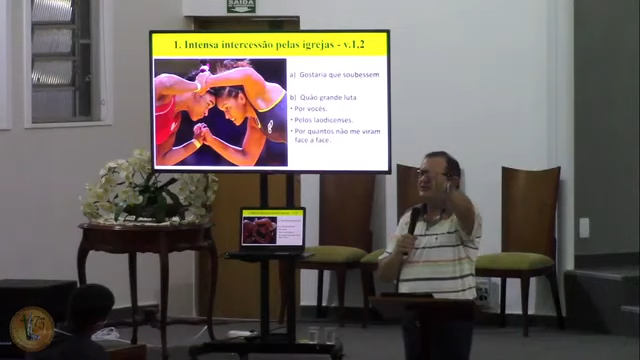 SAÍDA
1. Intensa intercessão pelas igrejas - v.1,2
a) Gostaria que soubessem
b) Quão grande luta
• Por vocês.
• Pelos laodicenses.
• Por quantos não me viram
face a face.